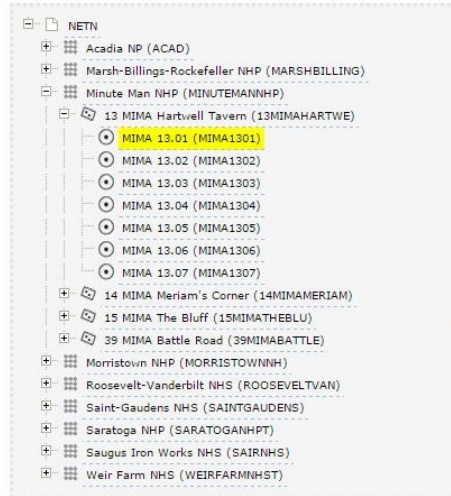 NETN
Acadia NP (ACAD)
Marsh-Billings-Rockefeller NHP (MARSHBILLING)
Minute Man NHP (MINUTEMANNHP)
13 MIMA Hartwell Tavern (13MIMAHARTWE)
MIMA 13.01 (MIMA1301)
MIMA 13.02 (MIMA1302)
MIMA 13.03 (MIMA1303)
MIMA 13.04 (MIMA1304)
MIMA 13.05 (MIMA1305)
MIMA 13.06 (MIMA1306)
MIMA 13.07 (MIMA1307)
14 MIMA Meriam's Corner (14MIMAMERIAM)
15 MIMA The Bluff (15MIMATHEBLU)
39 MIMA Battle Road (39MIMABATTLE)
Morristown NHP (MORRISTOWNNH)
Roosevelt-Vanderbilt NHS (ROOSEVELTVAN)
Saint-Gaudens NHS (SAINTGAUDENS)
Saratoga NHP (SARATOGANHPT)
Saugus Iron Works NHS (SAIRNHS)
Weir Farm NHS (WEIRFARMNHST)